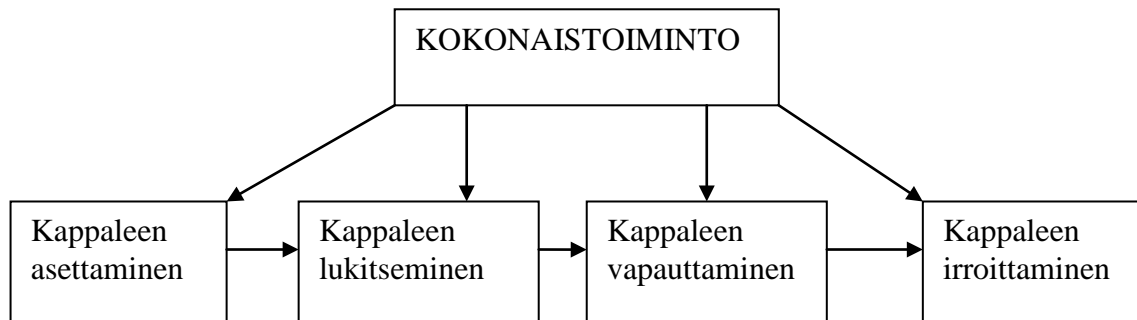 KOKONAISTOIMINTO
Kappaleen
asettaminen
Kappaleen
lukitseminen
Kappaleen
vapauttaminen
Kappaleen
irroittaminen